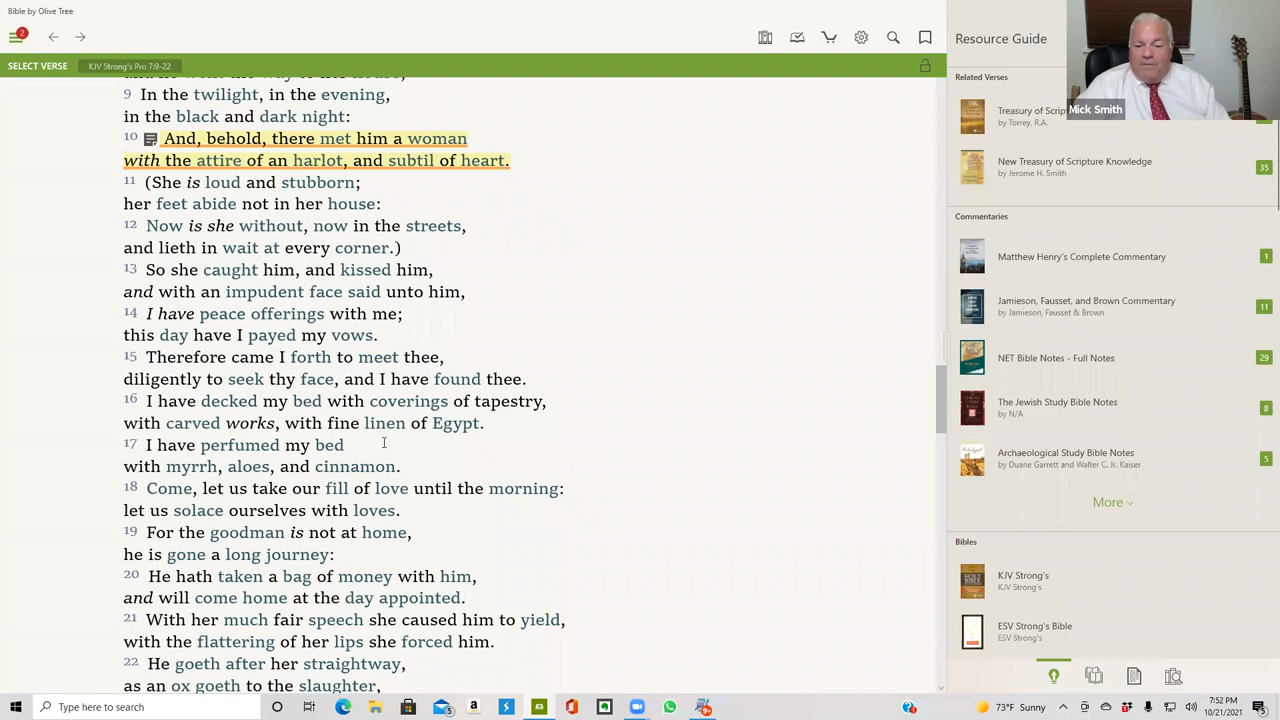 Bible by Olive Tree
2
SELECT VERSE KJV Strong's Pro 7:9-22
9 In the twilight, in the evening,
in the black and dark night:
10 And, behold, there met him a woman
with the attire of an harlot, and subtil of heart.
11 (She is loud and stubborn;
her feet abide not in her house:
12 Now is she without, now in the streets,
and lieth in wait at every corner.)
13 So she caught him, and kissed him,
and with an impudent face said unto him,
14 I have peace offerings with me;
this day have I payed my vows.
15 Therefore came I forth to meet thee,
diligently to seek thy face, and I have found thee.
16 I have decked my bed with coverings of tapestry,
with carved works, with fine linen of Egypt.
17 I have perfumed my bed
with myrrh, aloes, and cinnamon.
18 Come, let us take our fill of love until the morning:
let us solace ourselves with loves.
19 For the goodman is not at home,
he is gone a long journey:
20 He hath taken a bag of money with him,
and will come home at the day appointed.
21 With her much fair speech she caused him to yield,
with the flattering of her lips she forced him.
22 He goeth after her straightway,
as an ox goeth to the slaughter,
Resource Guide
Mick Smith
Related Verses
Treasury of Scrip
by Torrey, R.A.
New Treasury of Scripture Knowledge
by Jerome H. Smith
35
Commentaries
Matthew Henry's Complete Commentary
1
Jamieson, Fausset, and Brown Commentary
by Jamieson, Fausset & Brown
11
NET Bible Notes - Full Notes
29
The Jewish Study Bible Notes
by N/A
8
Archaeological Study Bible Notes
by Duane Garrett and Walter C. Jr. Kaiser
5
More
Bibles
KJV Strong's
KJV Strong's
ESV Strong's Bible
ESV Strong's
Type here to search
73°F Sunny
7:52 PM
10/21/2021